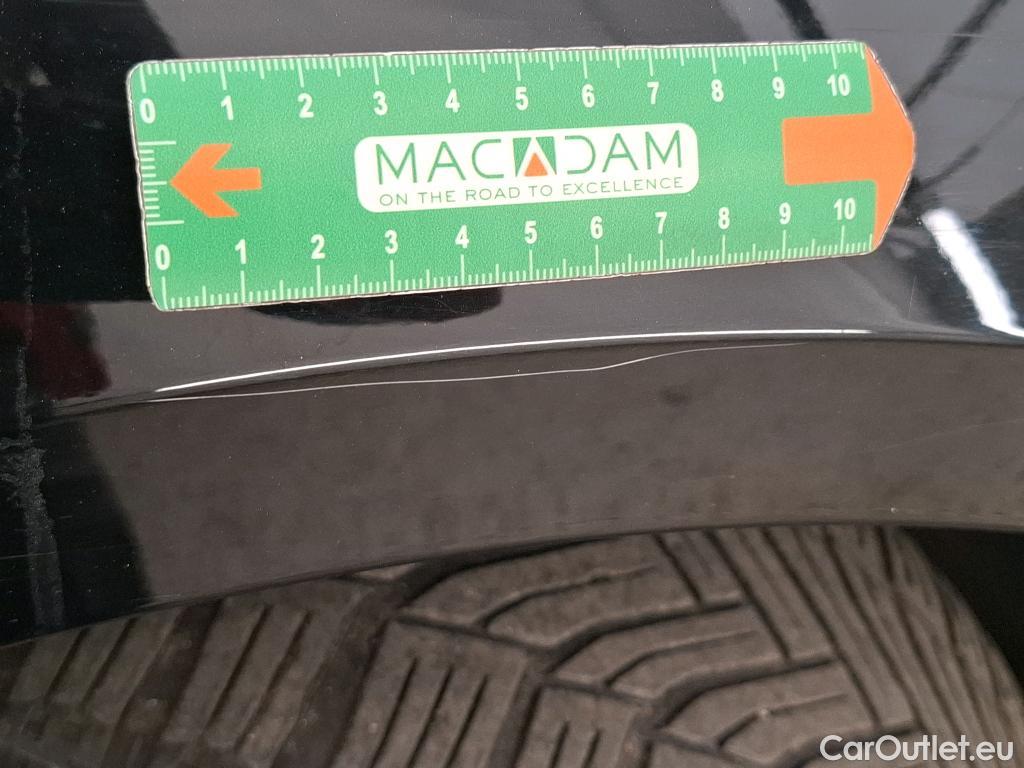 0 1 2 3 4 5 6 7 8 9 10
MACADAM
ON THE ROAD TO EXCELLENCE
0 1 2 3 4 5 6 7 8 9 10
CarOutlet.eu